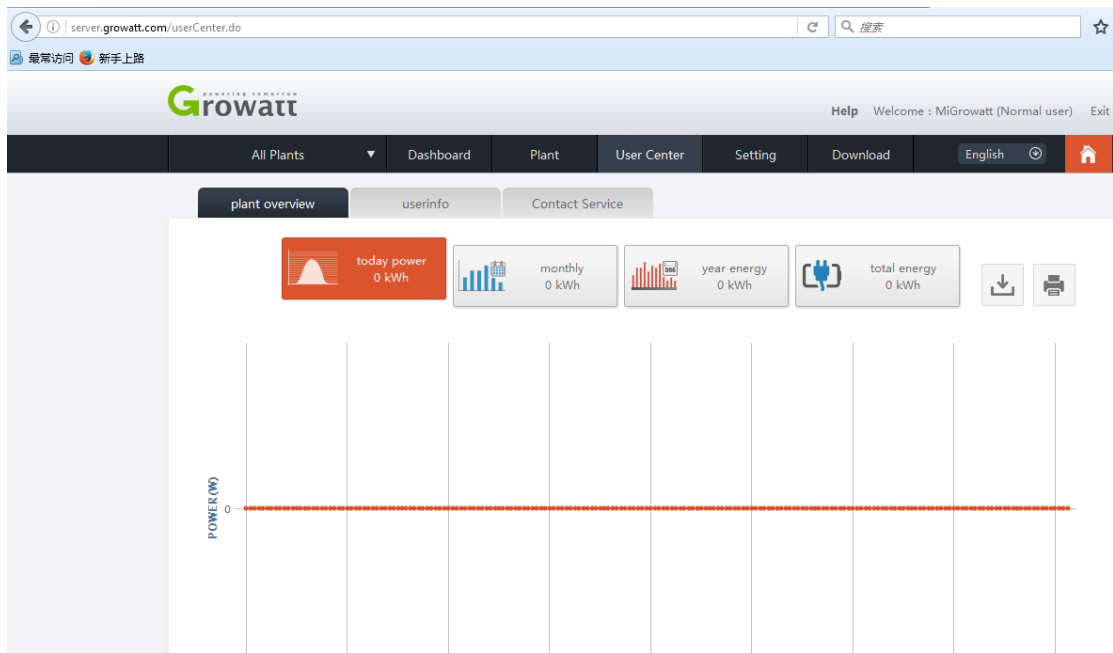 server.growatt.com/userCenter.do
搜索
最常访问 新手上路
powering tomorrow
Growatt
Help Welcome : MiGrowatt (Normal user) Exit
All Plants Dashboard Plant User Center Setting Download English
plant overview userinfo Contact Service
today power
0 kWh
monthly
0 kWh
year energy
0 kWh
total energy
0 kWh
POWER(W)
0